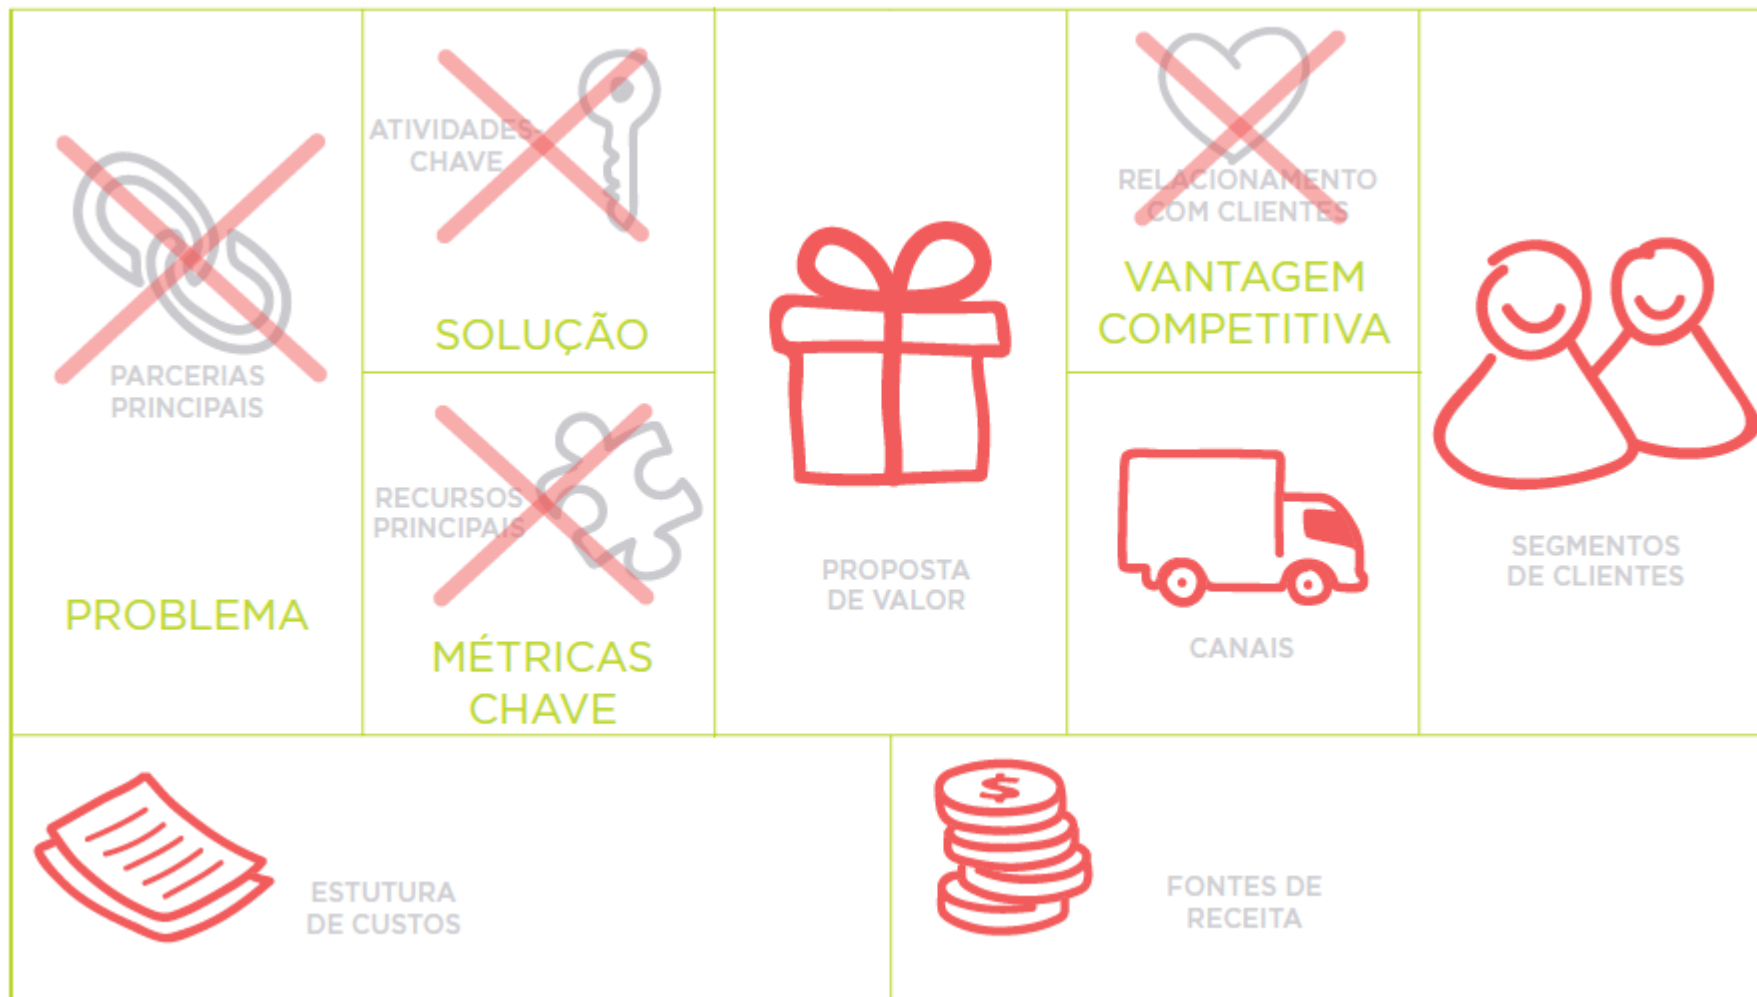 PARCERIAS
PRINCIPAIS
PROBLEMA
ATIVIDADES-
CHAVE
SOLUÇÃO
RECURSOS
PRINCIPAIS
MÉTRICAS
CHAVE
PROPOSTA
DE VALOR
RELACIONAMENTO
COM CLIENTES
VANTAGEM
COMPETITIVA
CANAIS
SEGMENTOS
DE CLIENTES
ESTUTURA
DE CUSTOS
$
FONTES DE
RECEITA